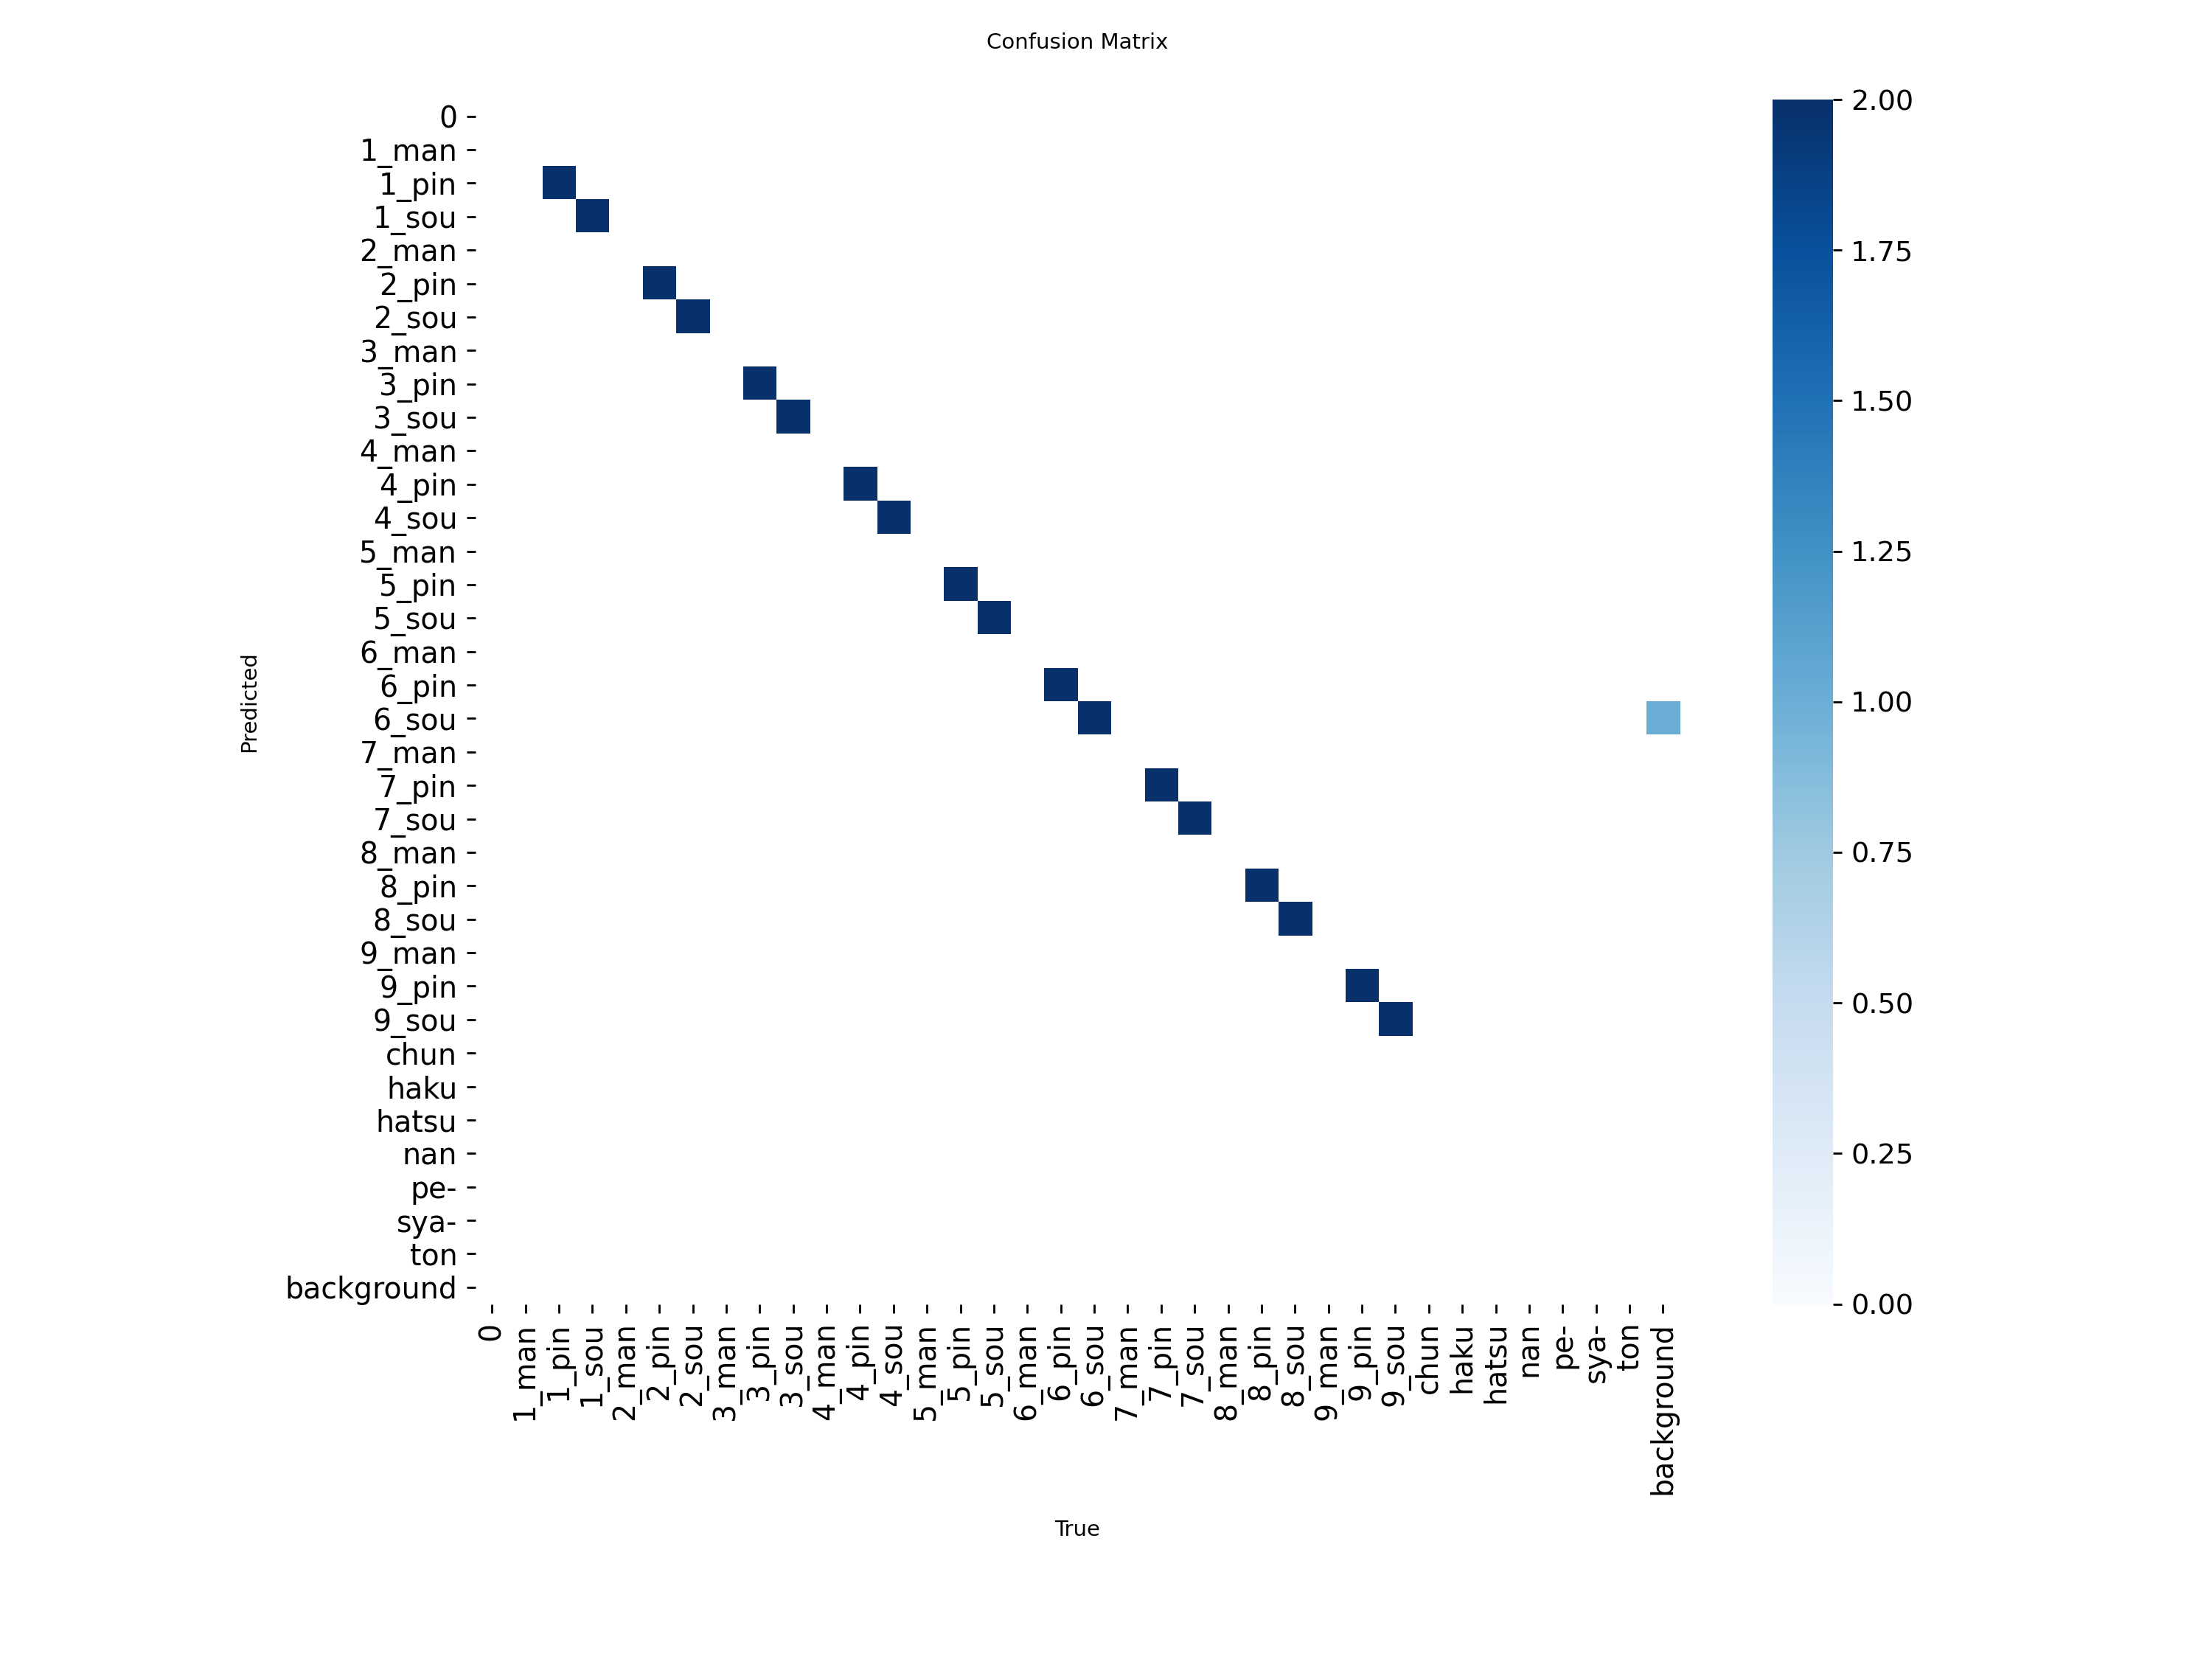 Confusion Matrix
0
1_man
1_pin
1_sou
2_man
2_pin
2_sou
3_man
3_pin
3_sou
4_man
4_pin
4_sou
5_man
5_pin
5_sou
6_man
6_pin
6_sou
7_man
7_pin
7_sou
8_man
8_pin
8_sou
9_man
9_pin
9_sou
chun
haku
hatsu
nan
pe-
sya-
ton
background
Predicted
0
1_man
1_pin
1_sou
2_man
2_pin
2_sou
3_man
3_pin
3_sou
4_man
4_pin
4_sou
5_man
5_pin
5_sou
6_man
6_pin
6_sou
7_man
7_pin
7_sou
8_man
8_pin
8_sou
9_man
9_pin
9_sou
chun
haku
hatsu
nan
pe-
sya-
ton
background
True
2.00
1.75
1.50
1.25
1.00
0.75
0.50
0.25
0.00